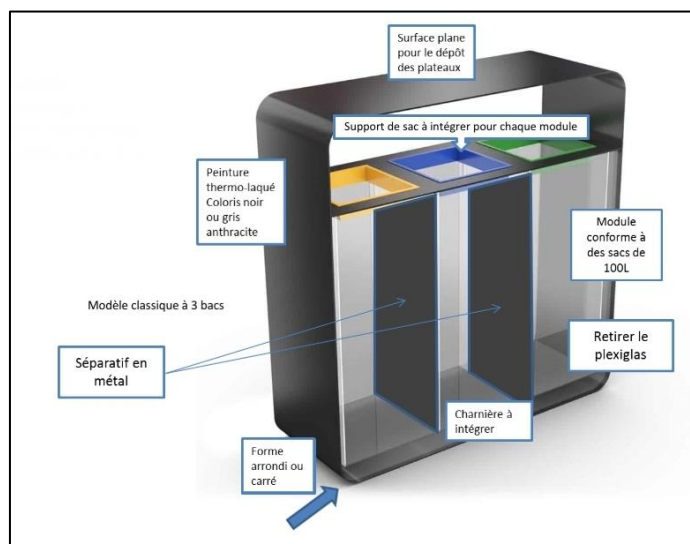 Surface plane
pour le dépôt
des plateaux
Support de sac à intégrer pour chaque module
Peinture
thermo-laqué
Coloris noir
ou gris
anthracite
Module
conforme à
des sacs de
100L
Modèle classique à 3 bacs
Retirer le
plexiglas
Séparatif en
métal
Charnière à
intégrer
Forme
arrondi ou
carré